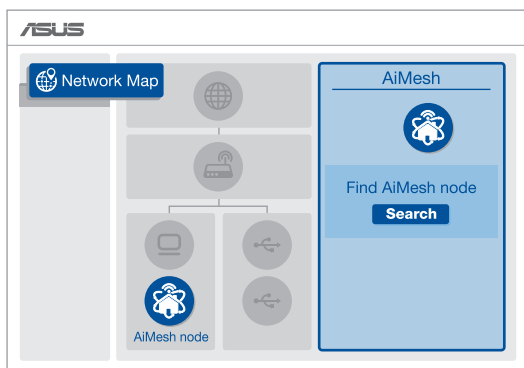 ASUS
Network Map
AiMesh
Find AiMesh node
Search
AiMesh node